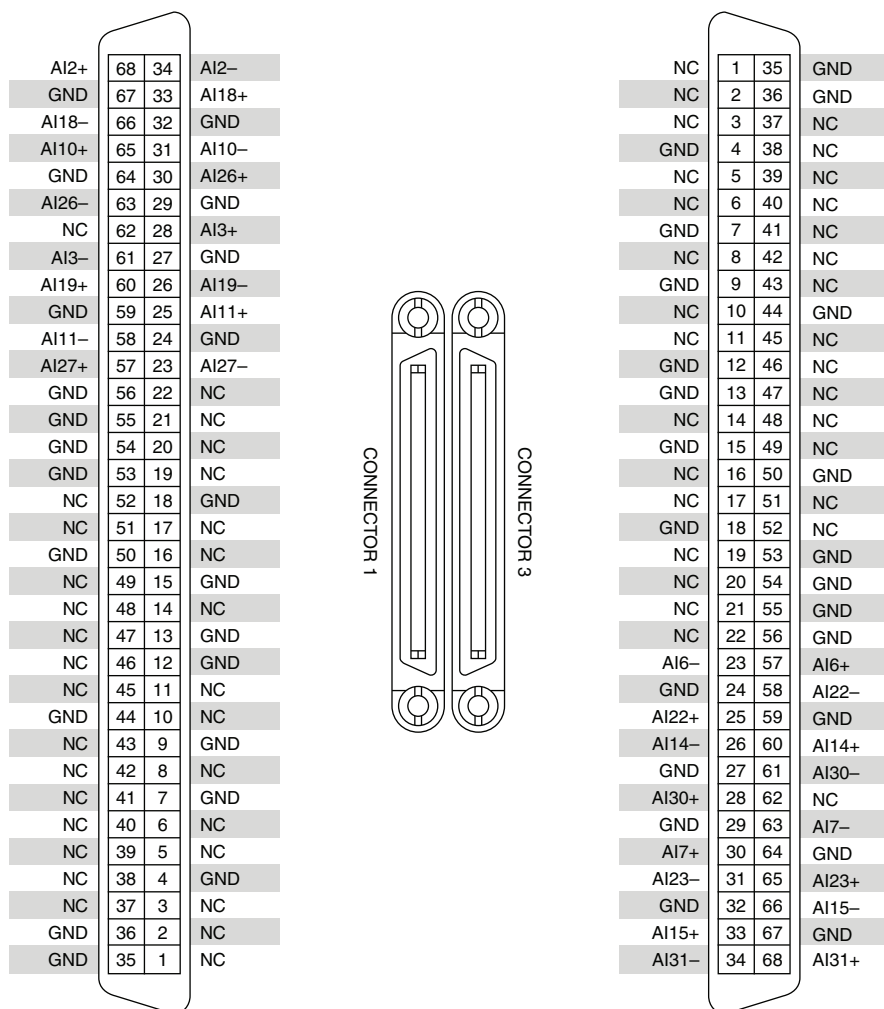 AI2+ 68 34 AI2–
GND 67 33 AI18+
AI18– 66 32 GND
AI10+ 65 31 AI10–
GND 64 30 AI26+
AI26– 63 29 GND
NC 62 28 AI3+
AI3– 61 27 GND
AI19+ 60 26 AI19–
GND 59 25 AI11+
AI11– 58 24 GND
AI27+ 57 23 AI27–
GND 56 22 NC
GND 55 21 NC
GND 54 20 NC
GND 53 19 NC
NC 52 18 GND
NC 51 17 NC
GND 50 16 NC
NC 49 15 GND
NC 48 14 NC
NC 47 13 GND
NC 46 12 GND
NC 45 11 NC
GND 44 10 NC
NC 43 9 GND
NC 42 8 NC
NC 41 7 GND
NC 40 6 NC
NC 39 5 NC
NC 38 4 GND
NC 37 3 NC
GND 36 2 NC
GND 35 1 NC
CONNECTOR 1
CONNECTOR 3
NC 1 35 GND
NC 2 36 GND
NC 3 37 NC
GND 4 38 NC
NC 5 39 NC
NC 6 40 NC
GND 7 41 NC
NC 8 42 NC
GND 9 43 NC
NC 10 44 GND
NC 11 45 NC
GND 12 46 NC
GND 13 47 NC
NC 14 48 NC
GND 15 49 NC
NC 16 50 GND
NC 17 51 NC
GND 18 52 NC
NC 19 53 GND
NC 20 54 GND
NC 21 55 GND
NC 22 56 GND
AI6– 23 57 AI6+
GND 24 58 AI22–
AI22+ 25 59 GND
AI14– 26 60 AI14+
GND 27 61 AI30–
AI30+ 28 62 NC
GND 29 63 AI7–
AI7+ 30 64 GND
AI23– 31 65 AI23+
GND 32 66 AI15–
AI15+ 33 67 GND
AI31– 34 68 AI31+